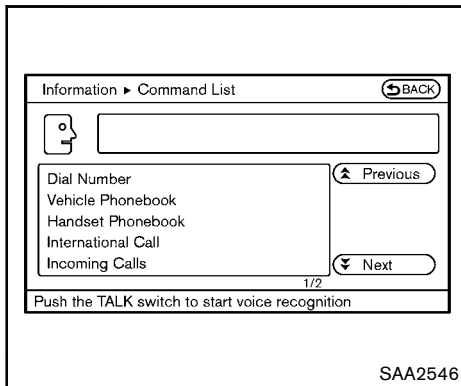 Information ▸ Command List
BACK
Dial Number
Previous
Vehicle Phonebook
Handset Phonebook
International Call
Incoming Calls
Next
1/2
Push the TALK switch to start voice recognition
SAA2546